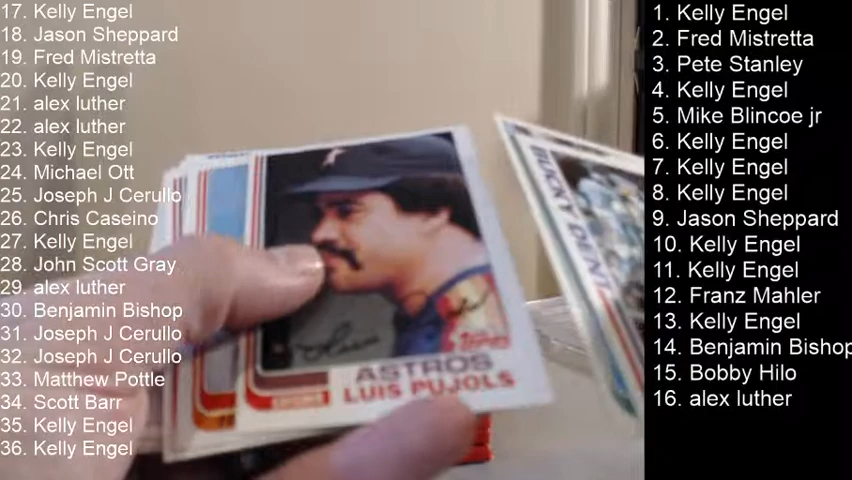 17. Kelly Engel
18. Jason Sheppard
19. Fred Mistretta
20. Kelly Engel
21. alex luther
22. alex luther
23. Kelly Engel
24. Michael Ott
25. Joseph J Cerullo
26. Chris Caseino
27. Kelly Engel
28. John Scott Gray
29. alex luther
30. Benjamin Bishop
31. Joseph J Cerullo
32. Joseph J Cerullo
33. Matthew Pottle
34. Scott Barr
35. Kelly Engel
36. Kelly Engel
Topps
ASTROS
LUIS PUJOLS
BUCKY DENT
1. Kelly Engel
2. Fred Mistretta
3. Pete Stanley
4. Kelly Engel
5. Mike Blincoe jr
6. Kelly Engel
7. Kelly Engel
8. Kelly Engel
9. Jason Sheppard
10. Kelly Engel
11. Kelly Engel
12. Franz Mahler
13. Kelly Engel
14. Benjamin Bishop
15. Bobby Hilo
16. alex luther